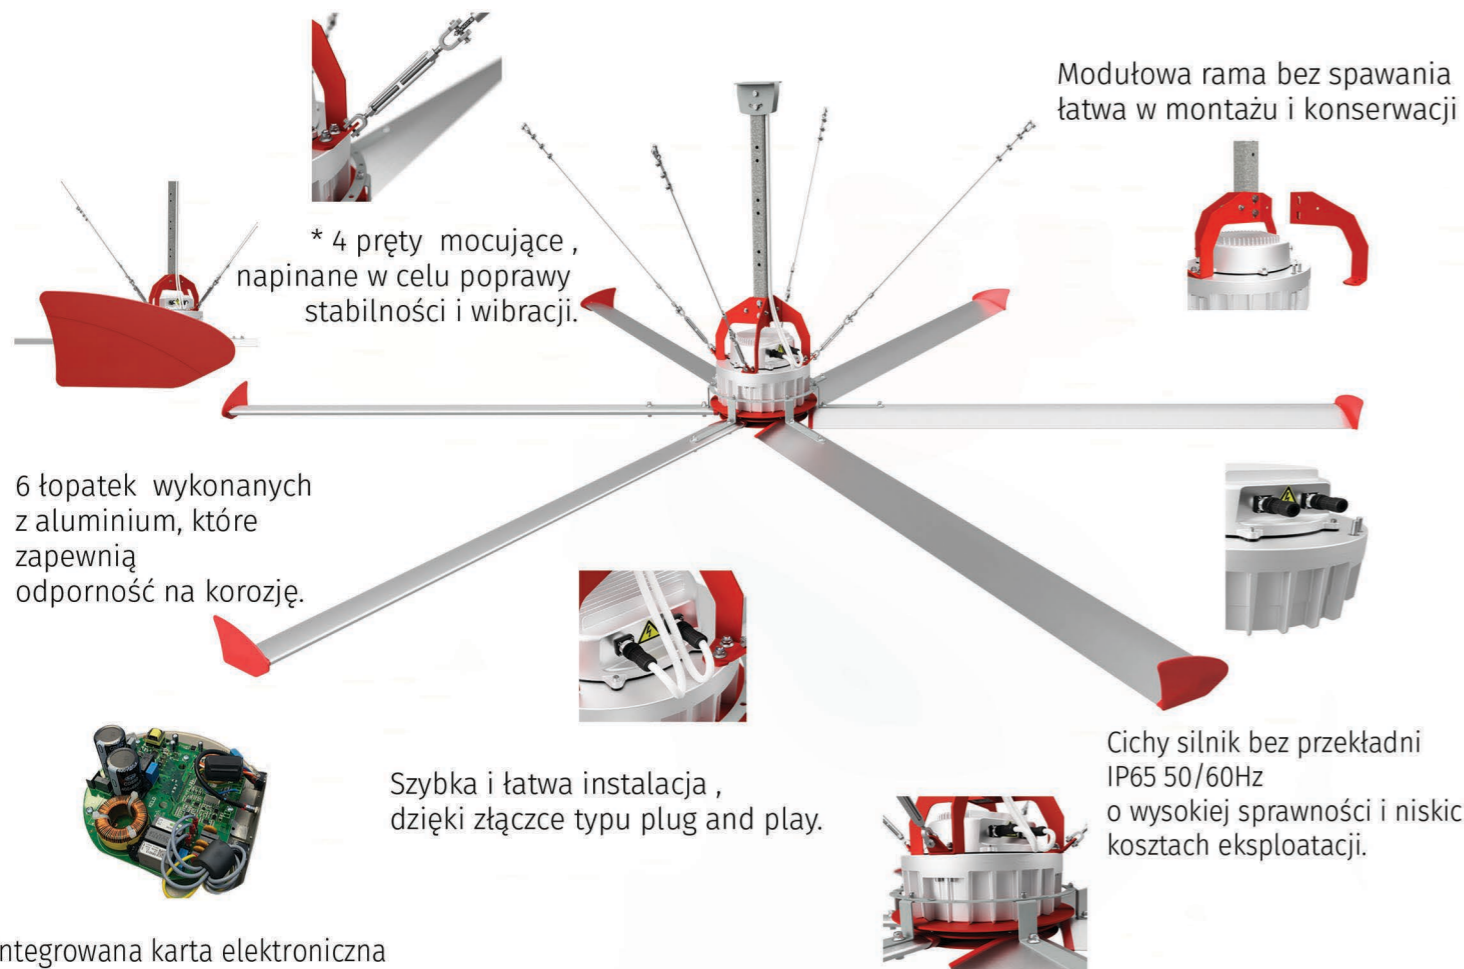 Modułowa rama bez spawania
łatwa w montażu i konserwacji
* 4 pręty mocujące ,
napinane w celu poprawy
stabilności i wibracji.
6 łopatek wykonanych
z aluminium, które
zapewnią
odporność na korozję.
Szybka i łatwa instalacja ,
dzięki złączce typu plug and play.
Cichy silnik bez przekładni
IP65 50/60Hz
o wysokiej sprawności i niskic
kosztach eksploatacji.
ntegrowana karta elektroniczna